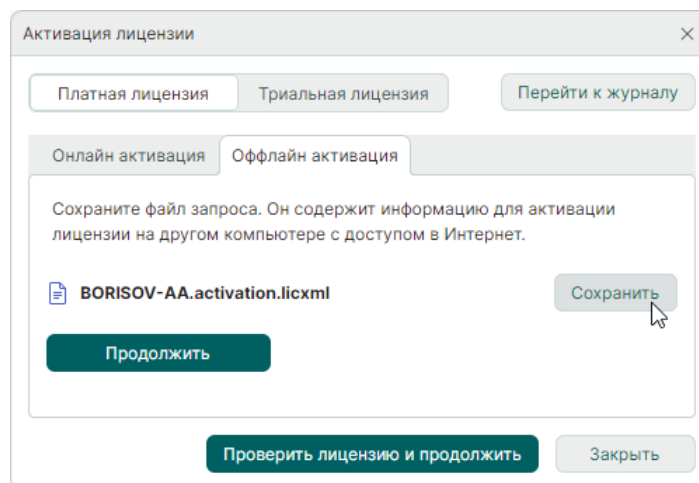 Активация лицензии
Платная лицензия
Триальная лицензия
Перейти к журналу
Онлайн активация
Оффлайн активация
Сохраните файл запроса. Он содержит информацию для активации
лицензии на другом компьютере с доступом в Интернет.
BORISOV-AA.activation.licxml
Сохранить
Продолжить
Проверить лицензию и продолжить
Закрыть